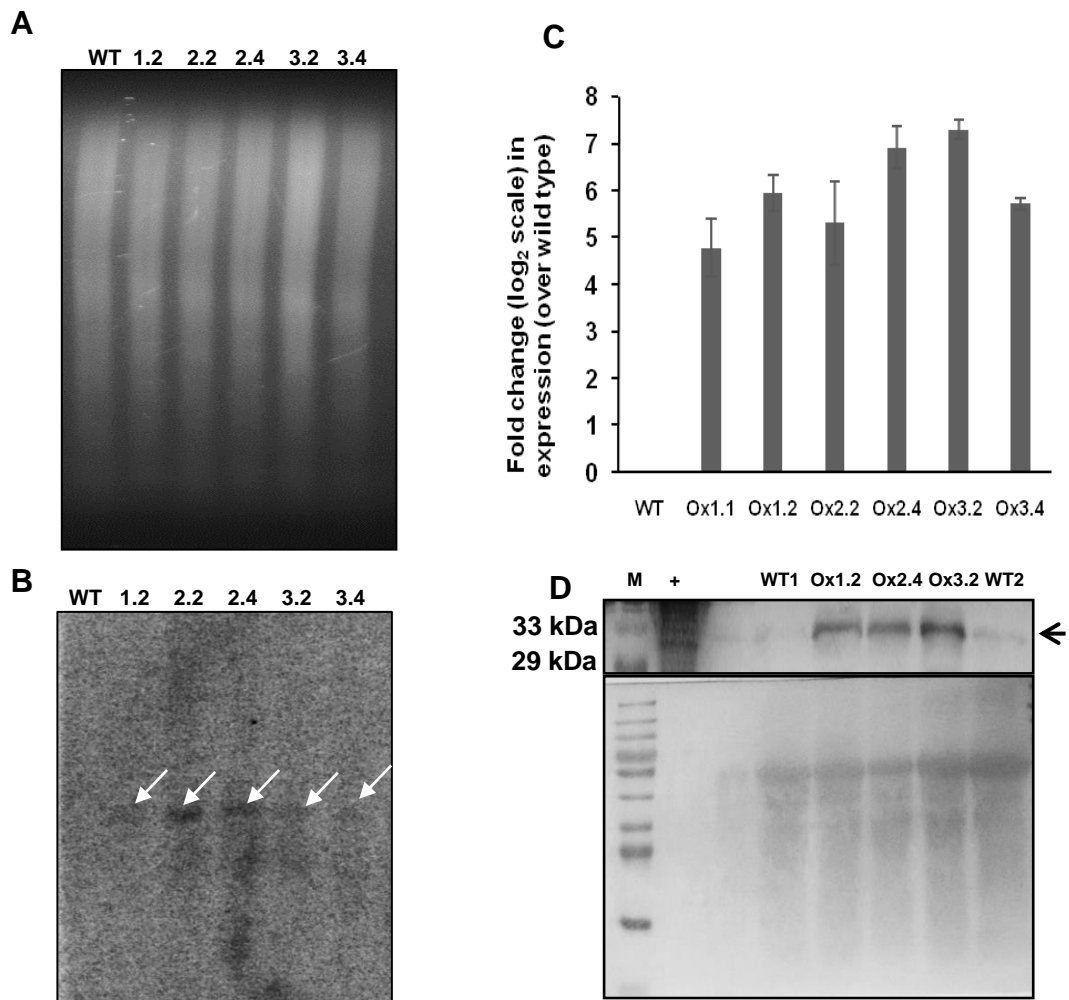 A
WT 1.2 2.2 2.4 3.2 3.4
B
WT 1.2 2.2 2.4 3.2 3.4
C
Fold change (log₂ scale) in
expression (over wild type)
8
7
6
5
4
3
2
1
0
WT Ox1.1 Ox1.2 Ox2.2 Ox2.4 Ox3.2 Ox3.4
D
M + WT1 Ox1.2 Ox2.4 Ox3.2 WT2
33 kDa
29 kDa